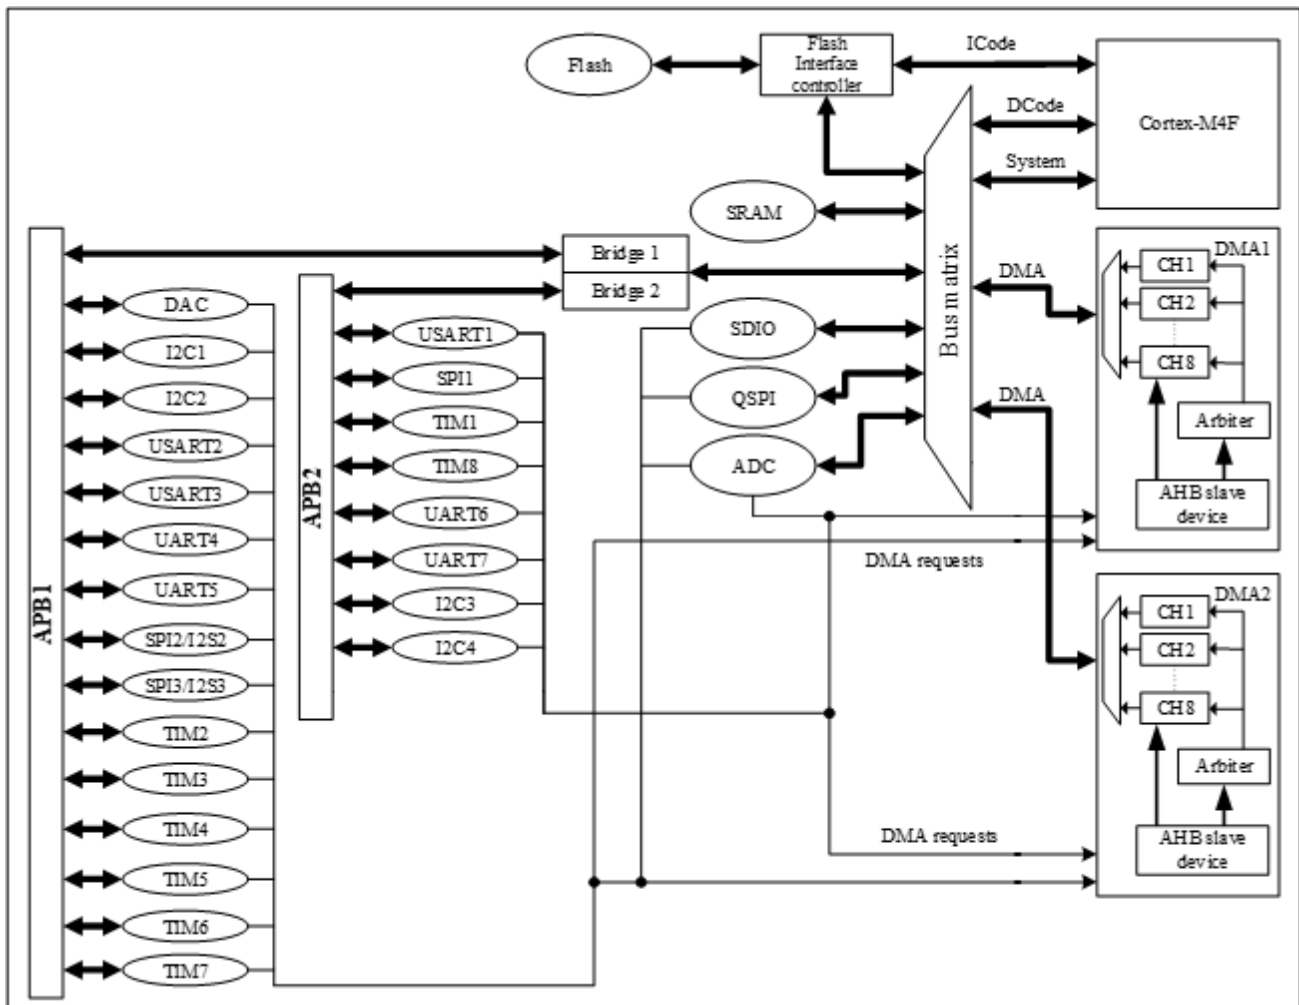 Flash
Flash
Interface
controller
ICode
DCode
System
Cortex-M4F
SRAM
Bus matrix
Bridge 1
Bridge 2
DMA
DMA
SDIO
QSPI
ADC
DMA1
CH1
CH2
CH8
Arbiter
AHB slave
device
DMA requests
DMA2
CH1
CH2
CH8
Arbiter
AHB slave
device
DMA requests
APB1
DAC
I2C1
I2C2
USART2
USART3
UART4
UART5
SPI2/I2S2
SPI3/I2S3
TIM2
TIM3
TIM4
TIM5
TIM6
TIM7
APB2
USART1
SPI1
TIM1
TIM8
UART6
UART7
I2C3
I2C4